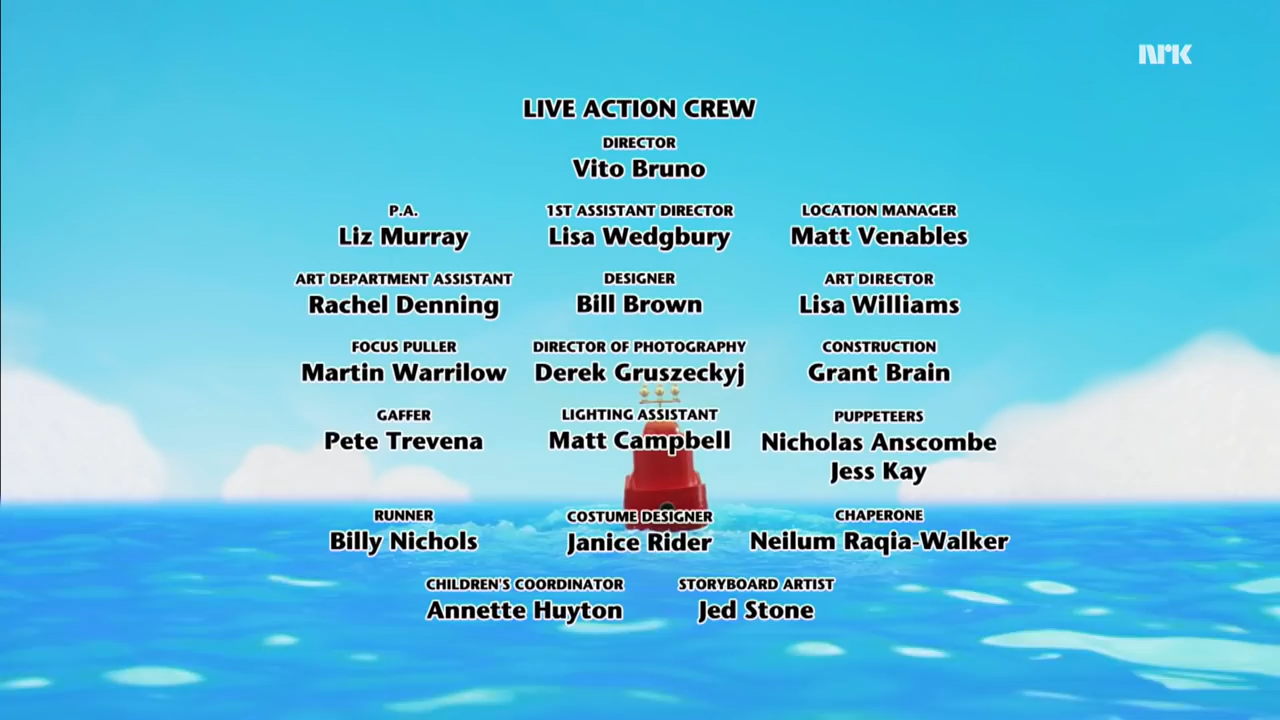 NRK
LIVE ACTION CREW
DIRECTOR
Vito Bruno
P.A.
Liz Murray
1ST ASSISTANT DIRECTOR
Lisa Wedgbury
LOCATION MANAGER
Matt Venables
ART DEPARTMENT ASSISTANT
Rachel Denning
DESIGNER
Bill Brown
ART DIRECTOR
Lisa Williams
FOCUS PULLER
Martin Warrilow
DIRECTOR OF PHOTOGRAPHY
Derek Gruszeckyj
CONSTRUCTION
Grant Brain
GAFFER
Pete Trevena
LIGHTING ASSISTANT
Matt Campbell
PUPPETEERS
Nicholas Anscombe
Jess Kay
RUNNER
Billy Nichols
COSTUME DESIGNER
Janice Rider
CHAPERONE
Neilum Raqia-Walker
CHILDREN'S COORDINATOR
Annette Huyton
STORYBOARD ARTIST
Jed Stone